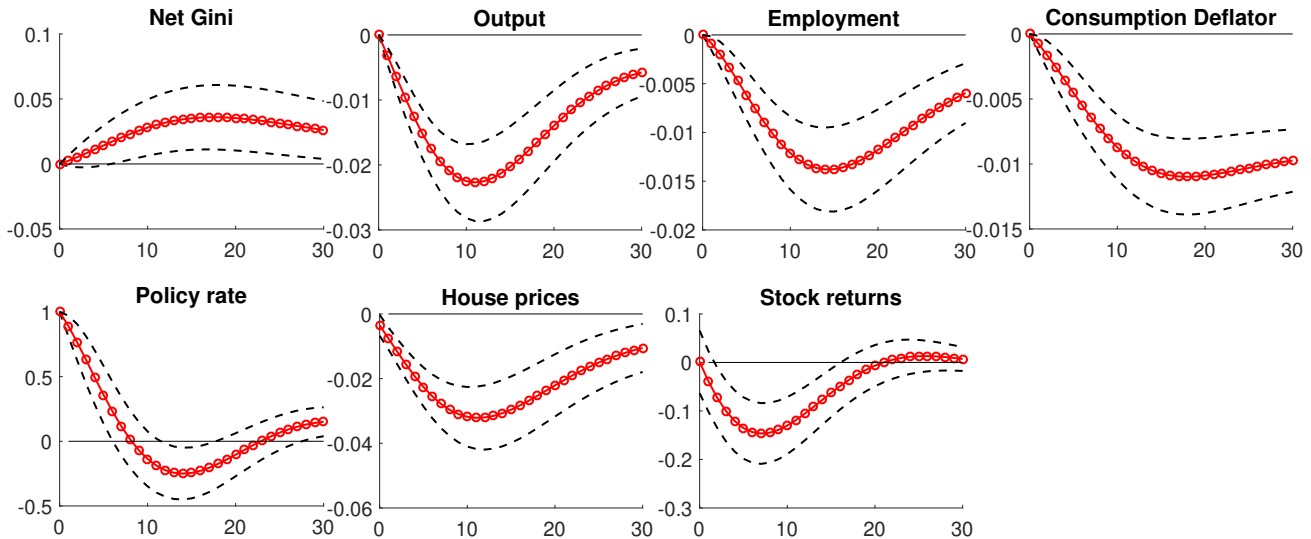 Net Gini
0.1
0.05
0
-0.05
0 10 20 30
Output
0
-0.01
-0.02
-0.03
0 10 20 30
Employment
0
-0.005
-0.01
-0.015
-0.02
0 10 20 30
Consumption Deflator
0
-0.005
-0.01
-0.015
0 10 20 30
Policy rate
1
0.5
0
-0.5
0 10 20 30
House prices
0
-0.02
-0.04
-0.06
0 10 20 30
Stock returns
0.1
0
-0.1
-0.2
-0.3
0 10 20 30